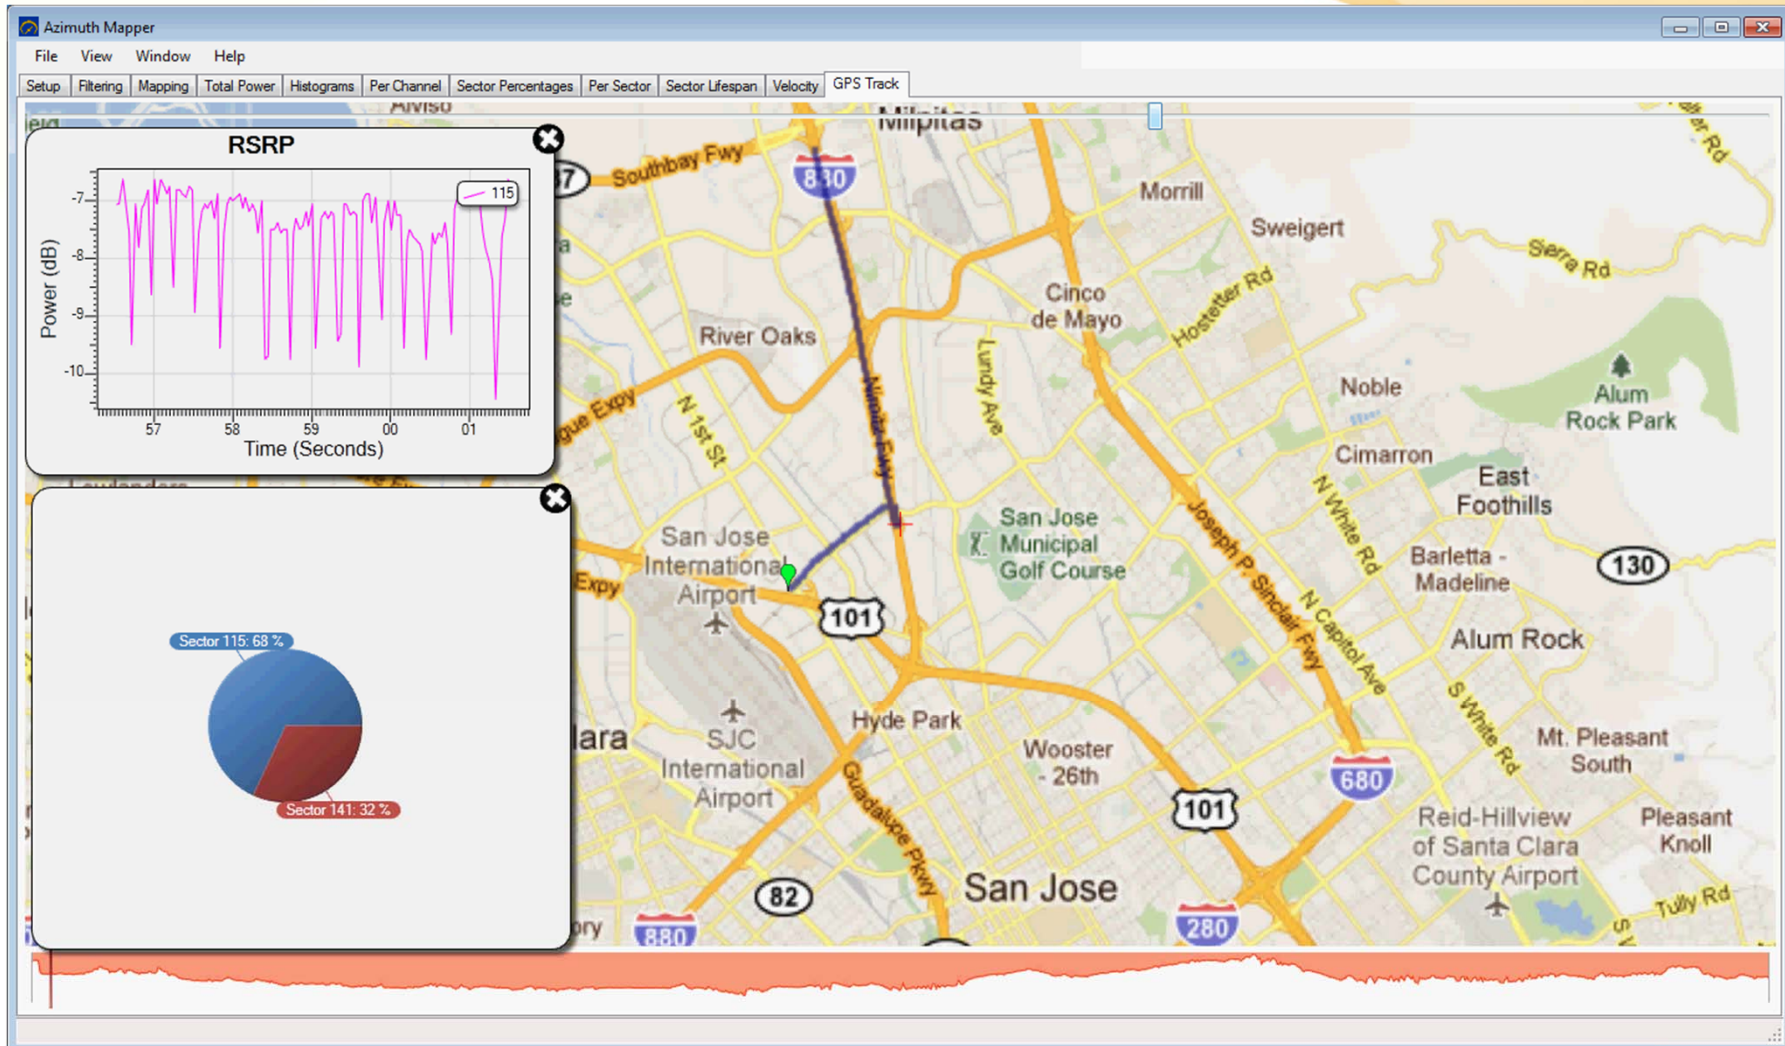 Azimuth Mapper
File View Window Help
Setup Filtering Mapping Total Power Histograms Per Channel Sector Percentages Per Sector Sector Lifespan Velocity GPS Track
Alviso
Milpitas
RSRP
115
Power (dB)
-7
-8
-9
-10
57 58 59 00 01
Time (Seconds)
Sector 115: 68 %
Sector 141: 32 %
Southbay Fwy
880
Morrill
Sweigert
Sierra Rd
Cinco
de Mayo
Hostetter Rd
River Oaks
Lundy Ave
Nimitz Fwy
N 1st St
Noble
Alum
Rock Park
Cimarron
East
Foothills
N White Rd
San Jose
International
Airport
San Jose
Municipal
Golf Course
Joseph P. Sinclair Fwy
Barletta -
Madeline
130
Expy
101
N Capitol Ave
Alum Rock
Hyde Park
SJC
International
Airport
Wooster
- 26th
S White Rd
Mt. Pleasant
South
680
Guadalupe Pkwy
101
Reid-Hillview
of Santa Clara
County Airport
Pleasant
Knoll
San Jose
82
880
280
Tully Rd